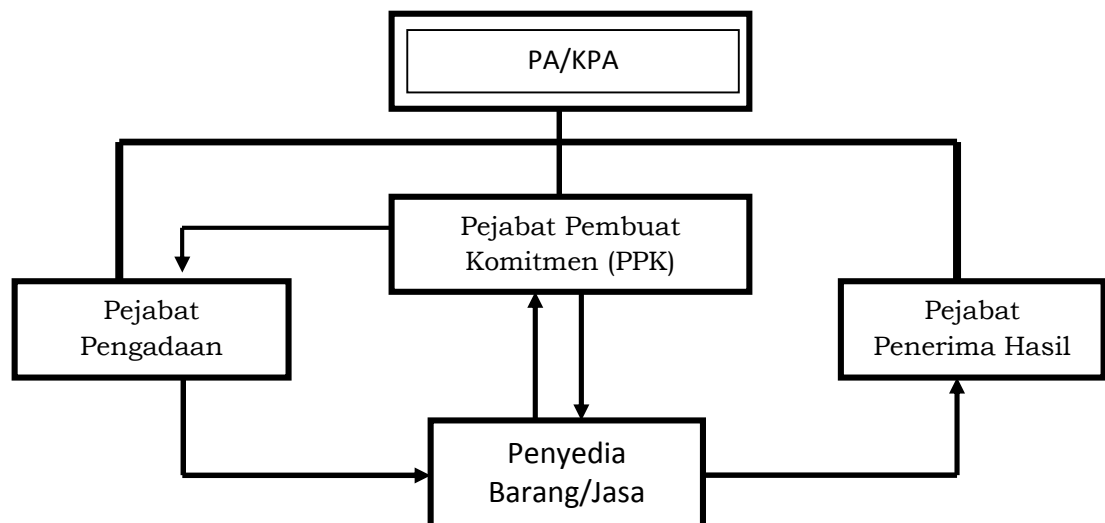 PA/KPA
Pejabat Pembuat
Komitmen (PPK)
Pejabat
Pengadaan
Pejabat
Penerima Hasil
Penyedia
Barang/Jasa